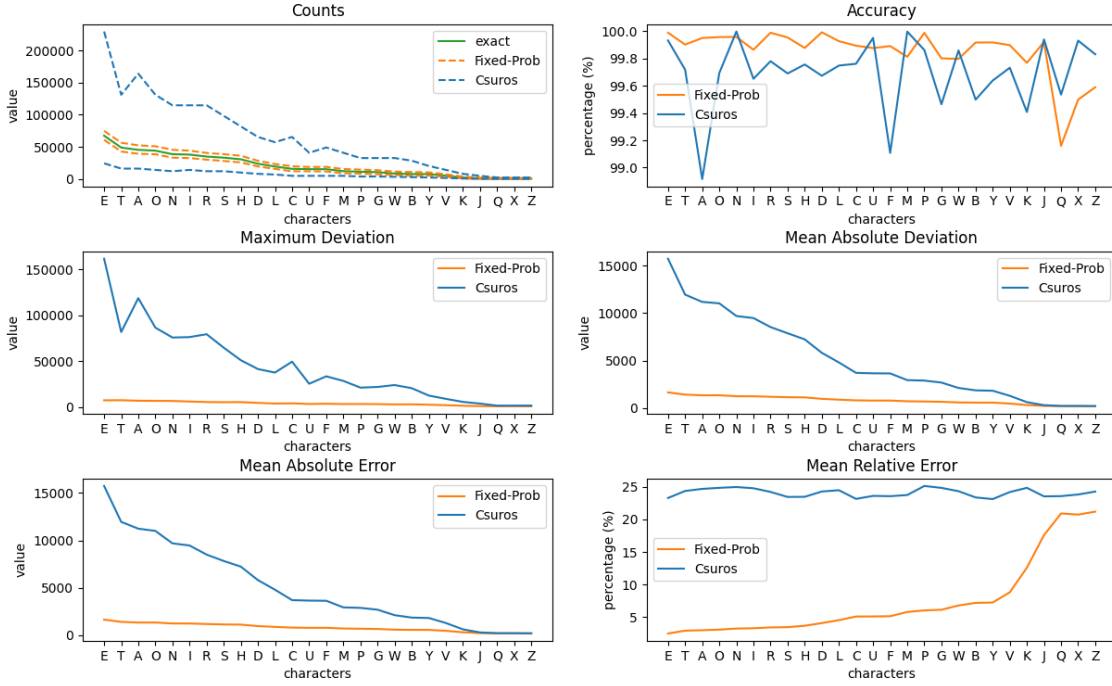 Counts
value
200000
150000
100000
50000
0
exact
Fixed-Prob
Csuros
E T A O N I R S H D L C U F M P G W B Y V K J Q X Z
characters
Accuracy
percentage (%)
100.0
99.8
99.6
99.4
99.2
99.0
Fixed-Prob
Csuros
E T A O N I R S H D L C U F M P G W B Y V K J Q X Z
characters
Maximum Deviation
value
150000
100000
50000
0
Fixed-Prob
Csuros
E T A O N I R S H D L C U F M P G W B Y V K J Q X Z
characters
Mean Absolute Deviation
value
15000
10000
5000
0
Fixed-Prob
Csuros
E T A O N I R S H D L C U F M P G W B Y V K J Q X Z
characters
Mean Absolute Error
value
15000
10000
5000
0
Fixed-Prob
Csuros
E T A O N I R S H D L C U F M P G W B Y V K J Q X Z
characters
Mean Relative Error
percentage (%)
25
20
15
10
5
Fixed-Prob
Csuros
E T A O N I R S H D L C U F M P G W B Y V K J Q X Z
characters